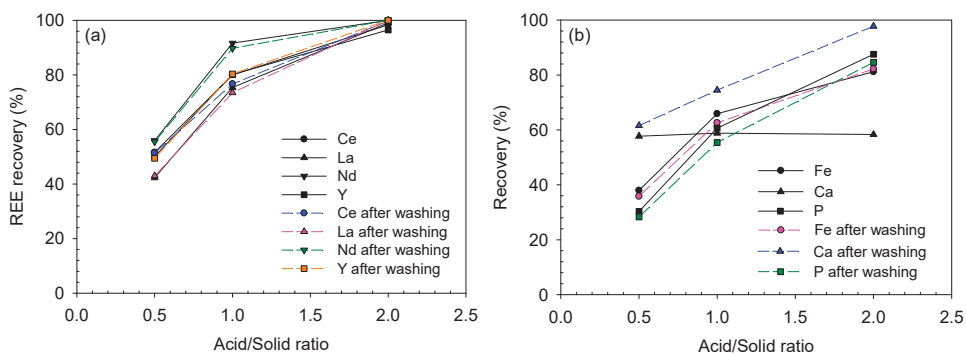 (a)
REE recovery (%)
100
80
60
40
20
0
0.0 0.5 1.0 1.5 2.0 2.5
Acid/Solid ratio
Ce
La
Nd
Y
Ce after washing
La after washing
Nd after washing
Y after washing
(b)
Recovery (%)
100
80
60
40
20
0
0.0 0.5 1.0 1.5 2.0 2.5
Acid/Solid ratio
Fe
Ca
P
Fe after washing
Ca after washing
P after washing